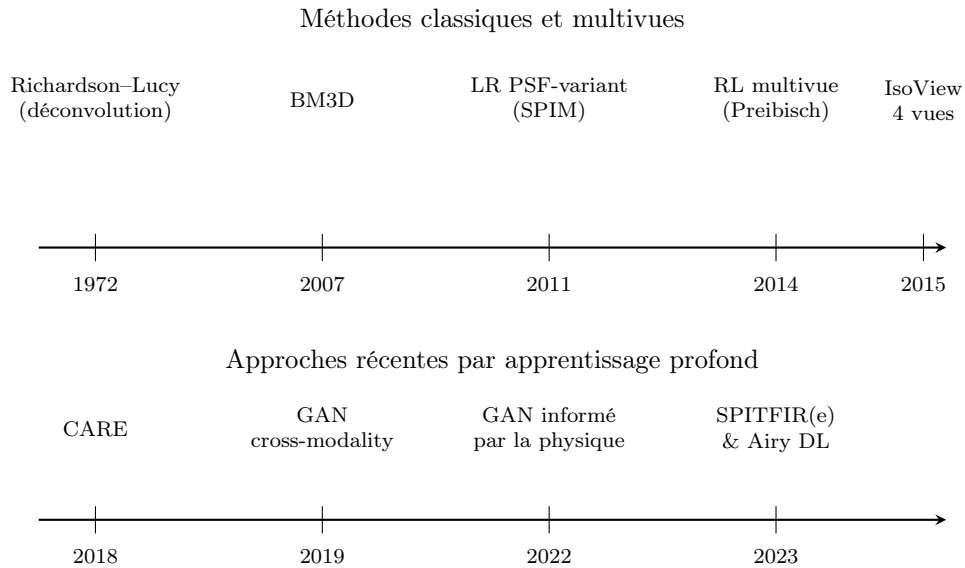 Méthodes classiques et multivues
Richardson–Lucy
(déconvolution)
BM3D
LR PSF-variant
(SPIM)
RL multivue
(Preibisch)
IsoView
4 vues
1972
2007
2011
2014
2015
Approches récentes par apprentissage profond
CARE
GAN
cross-modality
GAN informé
par la physique
SPITFIR(e)
& Airy DL
2018
2019
2022
2023